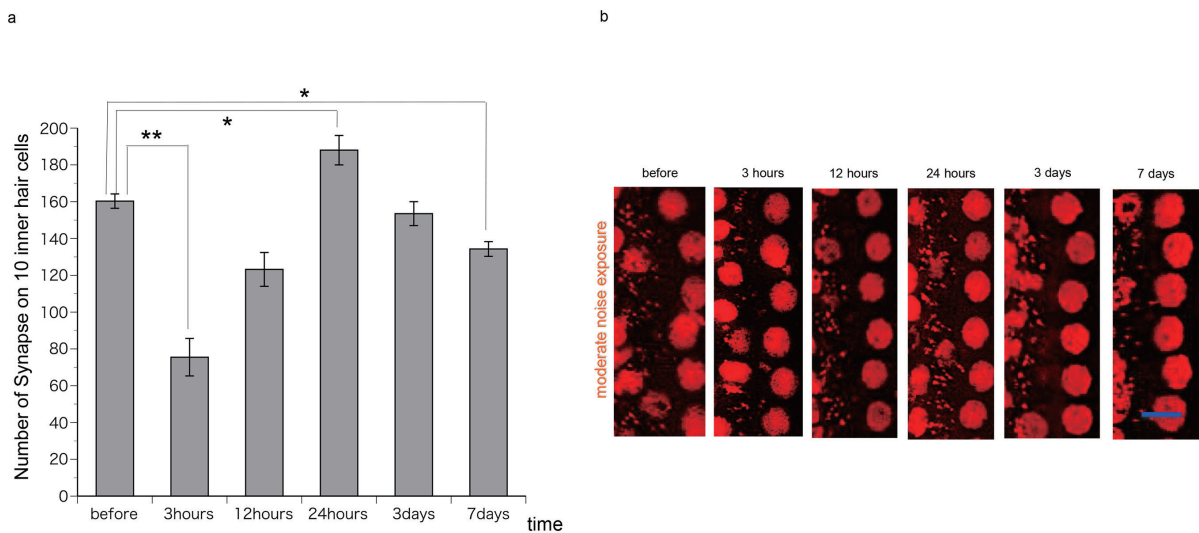 a
*
*
**
Number of Synapse on 10 inner hair cells
200
180
160
140
120
100
80
60
40
20
0
before 3hours 12hours 24hours 3days 7days
time
b
before 3 hours 12 hours 24 hours 3 days 7 days
moderate noise exposure